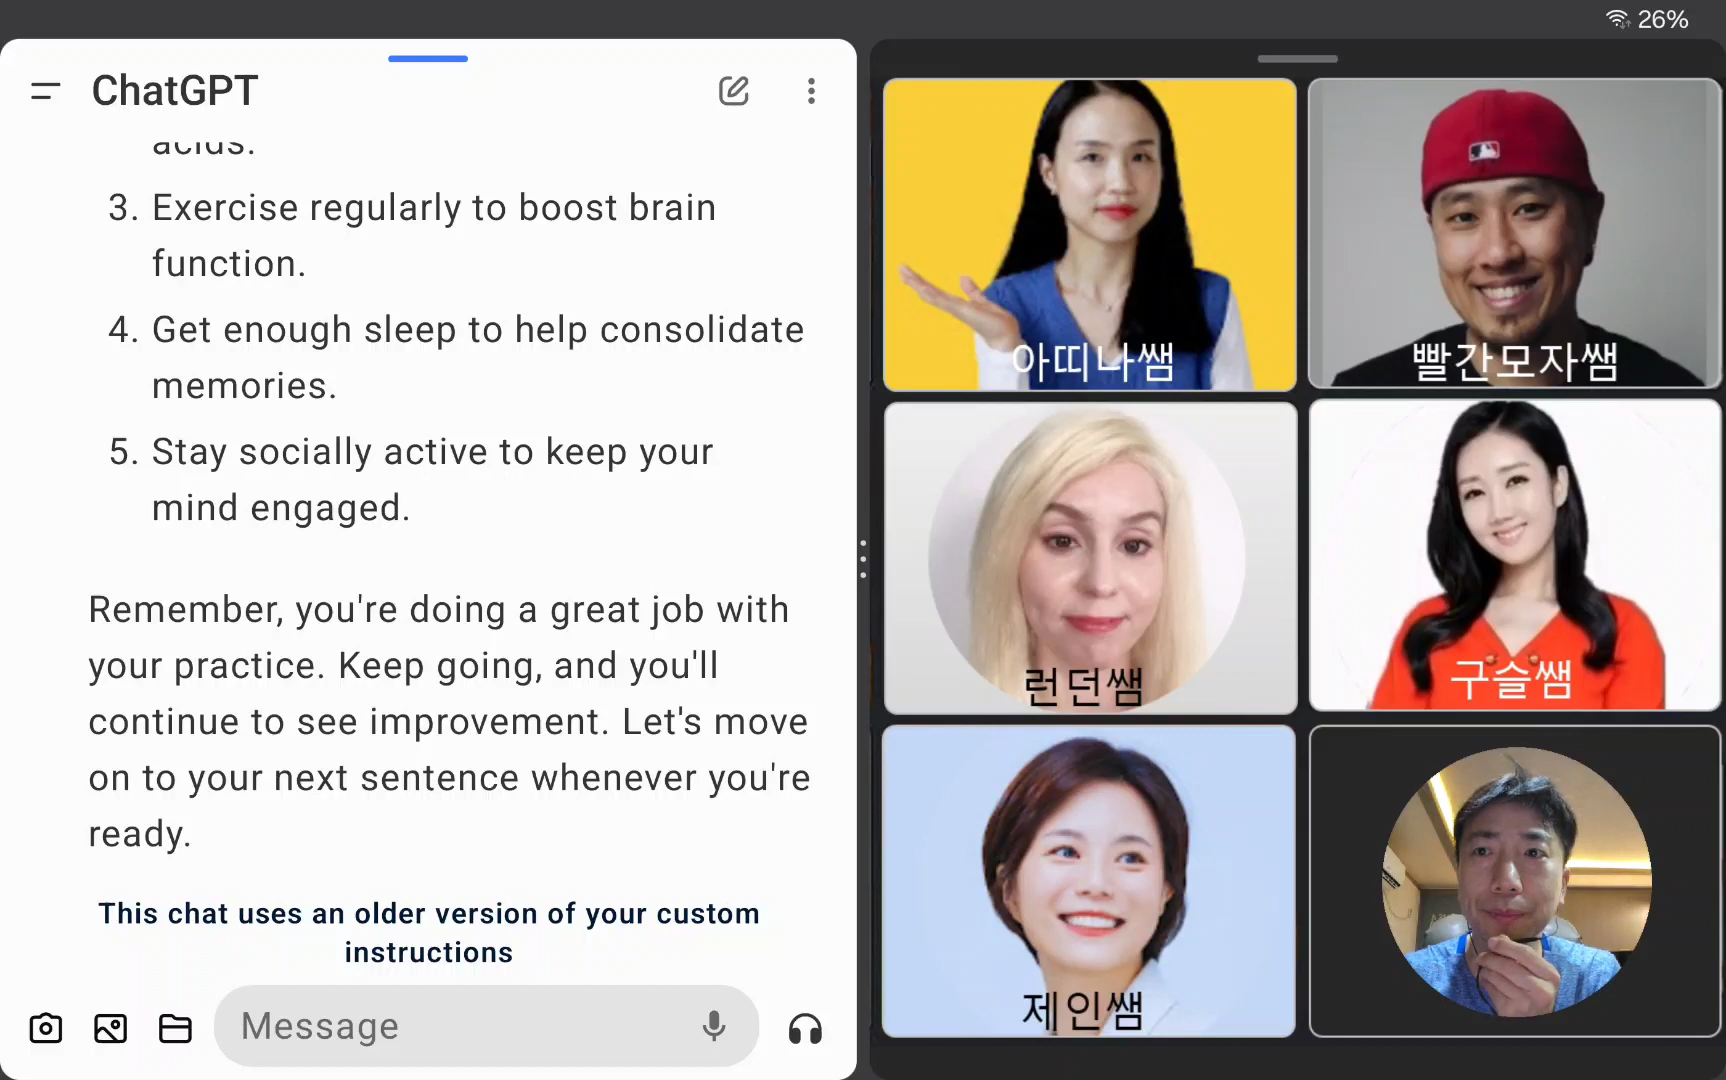 26%
ChatGPT
acids.
3. Exercise regularly to boost brain
function.
4. Get enough sleep to help consolidate
memories.
5. Stay socially active to keep your
mind engaged.
Remember, you're doing a great job with
your practice. Keep going, and you'll
continue to see improvement. Let's move
on to your next sentence whenever you're
ready.
This chat uses an older version of your custom
instructions
Message
아띠나쌤
빨간모자쌤
런던쌤
구슬쌤
제인쌤